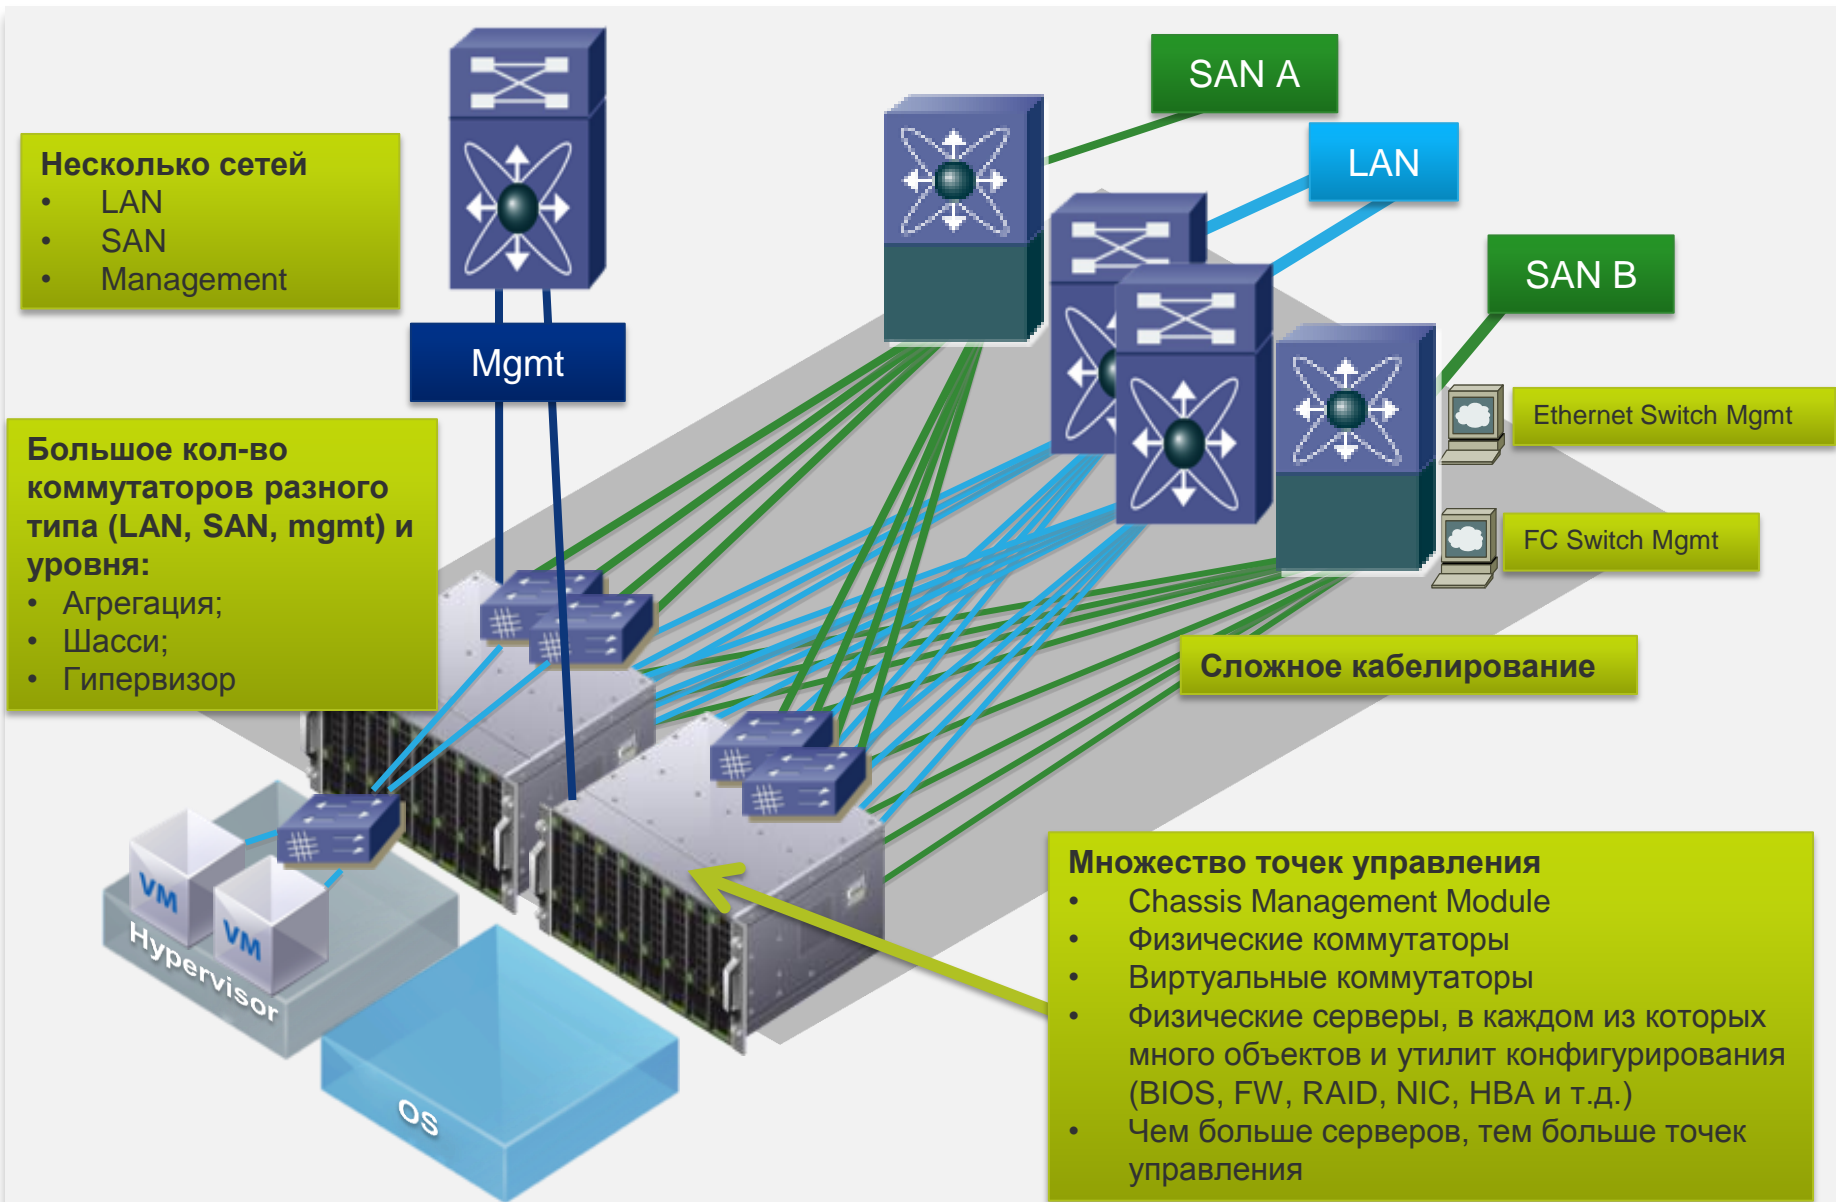 SAN A
LAN
SAN B
Несколько сетей
• LAN
• SAN
• Management
Mgmt
Ethernet Switch Mgmt
FC Switch Mgmt
Большое кол-во
коммутаторов разного
типа (LAN, SAN, mgmt) и
уровня:
• Агрегация;
• Шасси;
• Гипервизор
Сложное кабелирование
VM
VM
Hypervisor
OS
Множество точек управления
• Chassis Management Module
• Физические коммутаторы
• Виртуальные коммутаторы
• Физические серверы, в каждом из которых
много объектов и утилит конфигурирования
(BIOS, FW, RAID, NIC, HBA и т.д.)
• Чем больше серверов, тем больше точек
управления